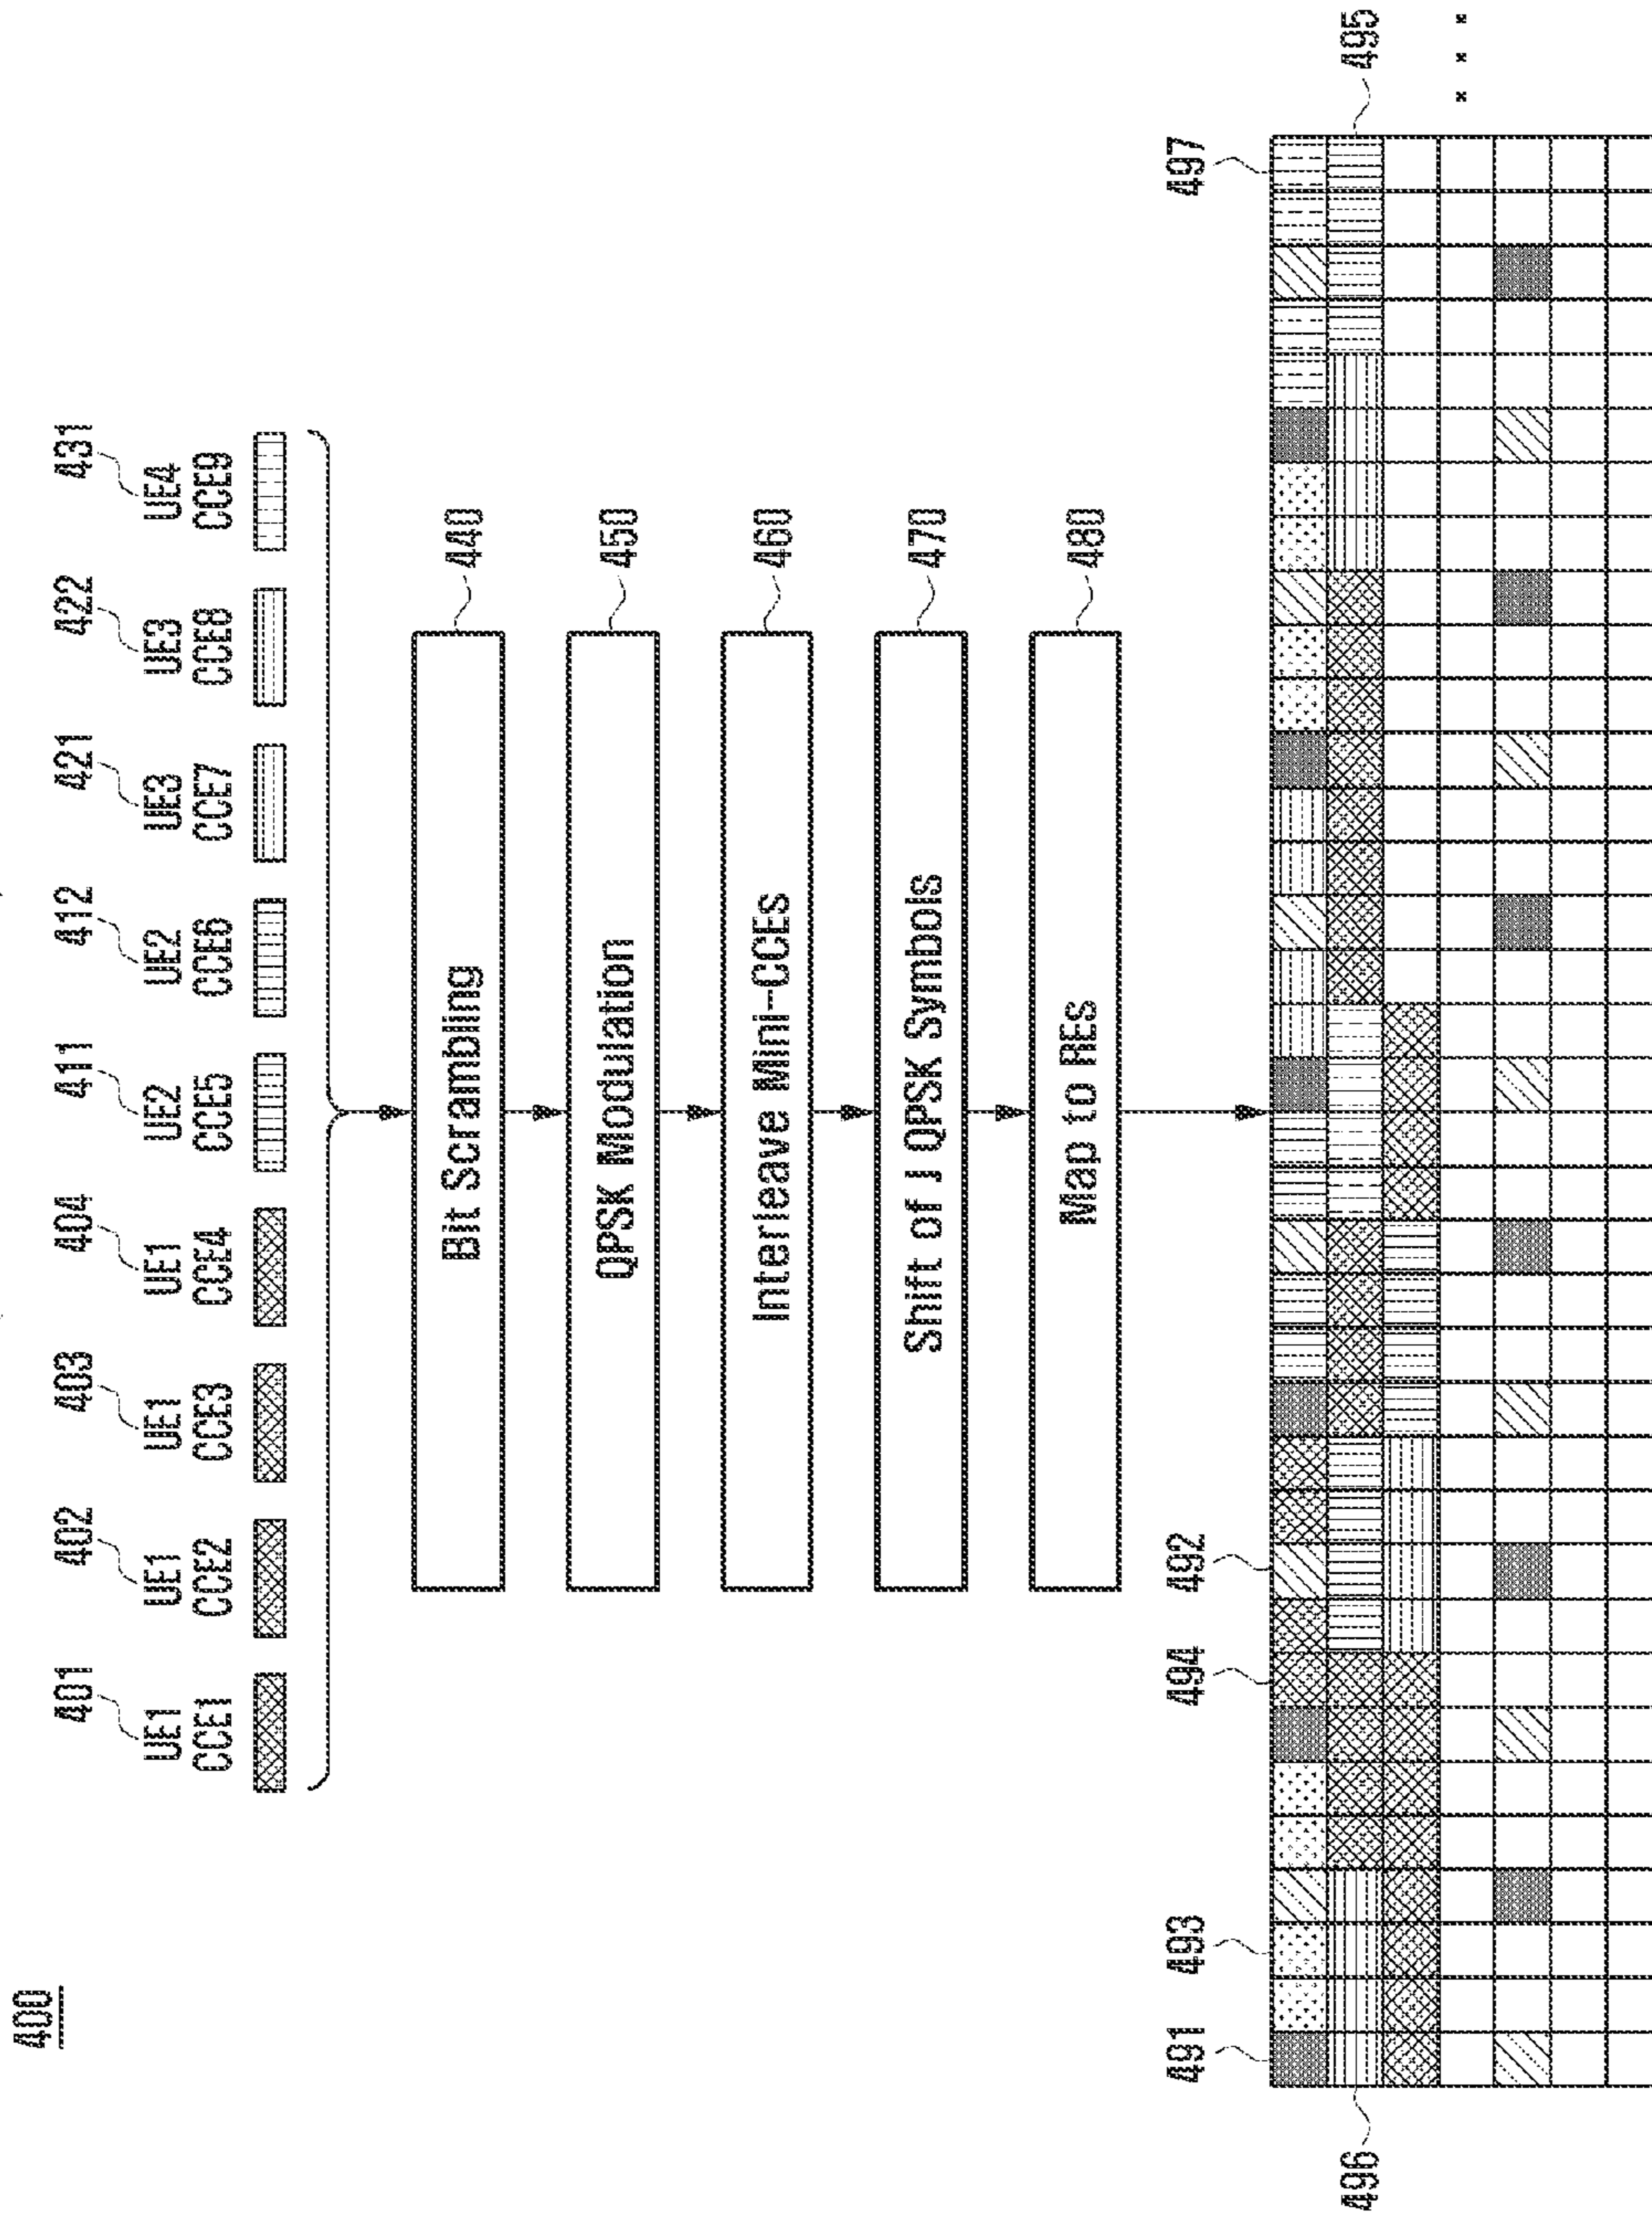 400
401 402 403 404 411 412 421 422 431
UE1 UE1 UE1 UE1 UE2 UE2 UE3 UE3 UE4
CCE1 CCE2 CCE3 CCE4 CCE5 CCE6 CCE7 CCE8 CCE9
Bit Scrambling 440
QPSK Modulation 450
Interleave Mini-CCEs 460
Shift of J QPSK Symbols 470
Map to REs 480
491 493 494 492 497
496 495